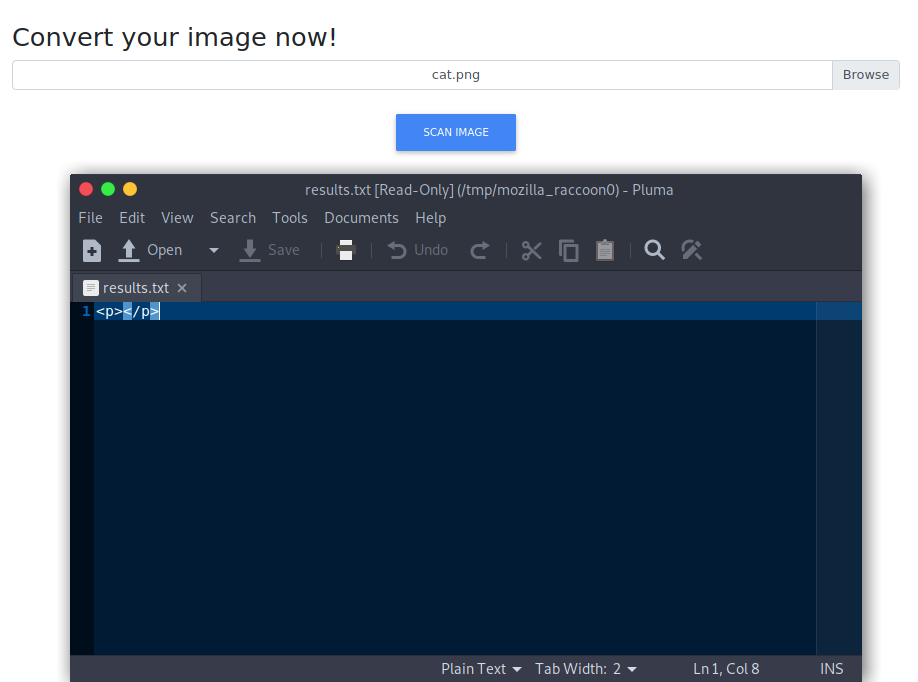 Convert your image now!
cat.png Browse
SCAN IMAGE
results.txt [Read-Only] (/tmp/mozilla_raccoon0) - Pluma
File Edit View Search Tools Documents Help
Open Save Undo
results.txt
1 <p></p>
Plain Text Tab Width: 2 Ln 1, Col 8 INS